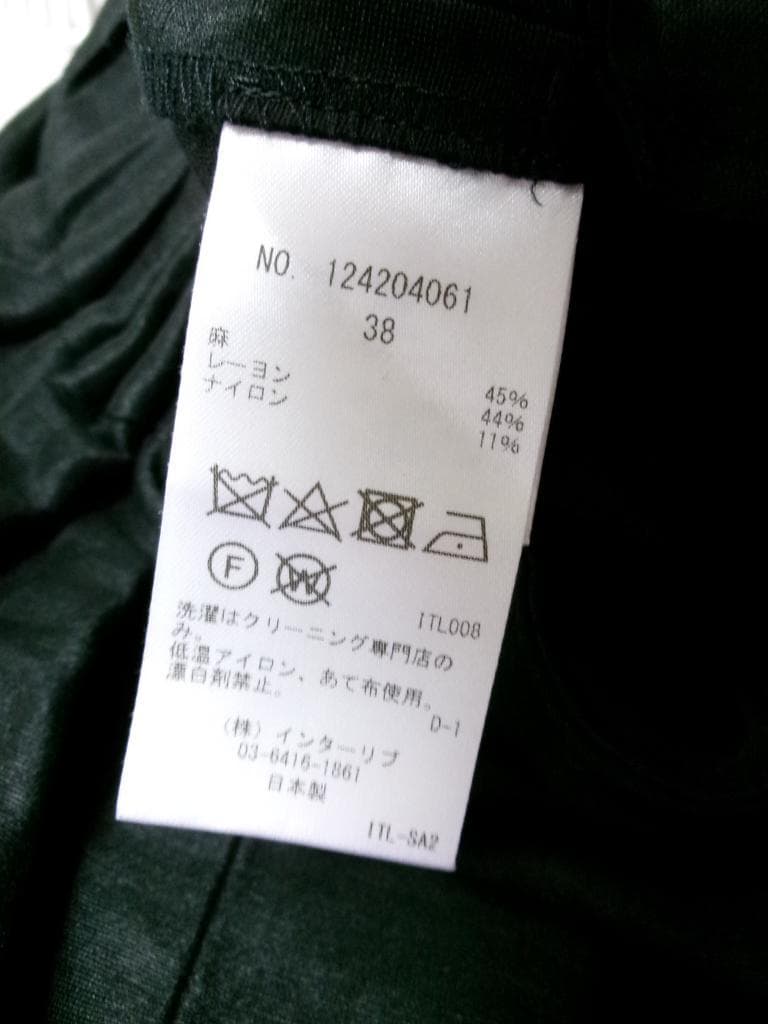 NO. 124204061
38
麻 45%
レーヨン 44%
ナイロン 11%
F
W
ITL008
洗濯はクリーニング専門店の
み。
低温アイロン、あて布使用。
漂白剤禁止。
D-1
(株)インターリブ
03-6416-1861
日本製
ITL-SA2